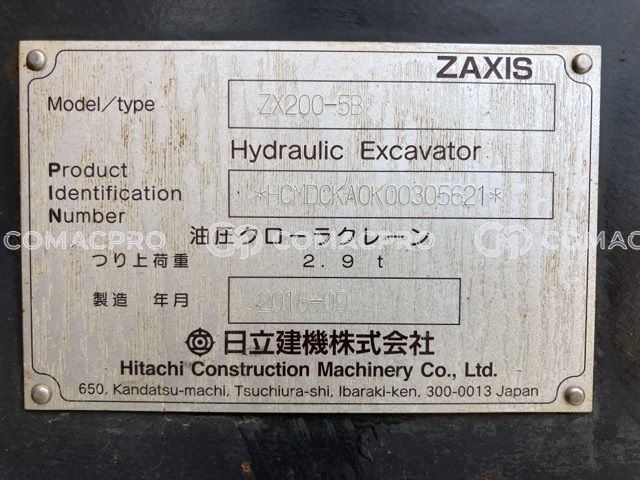 ZAXIS
Model/type ZX200-5B
Hydraulic Excavator
Product Identification Number *HCMDCKA0K00305621*
油圧クローラクレーン
つり上荷重 2.9 t
製造 年月 2016-09
日立建機株式会社
Hitachi Construction Machinery Co., Ltd.
650, Kandatsu-machi, Tsuchiura-shi, Ibaraki-ken, 300-0013 Japan
COMACPRO COMACPRO COMAC